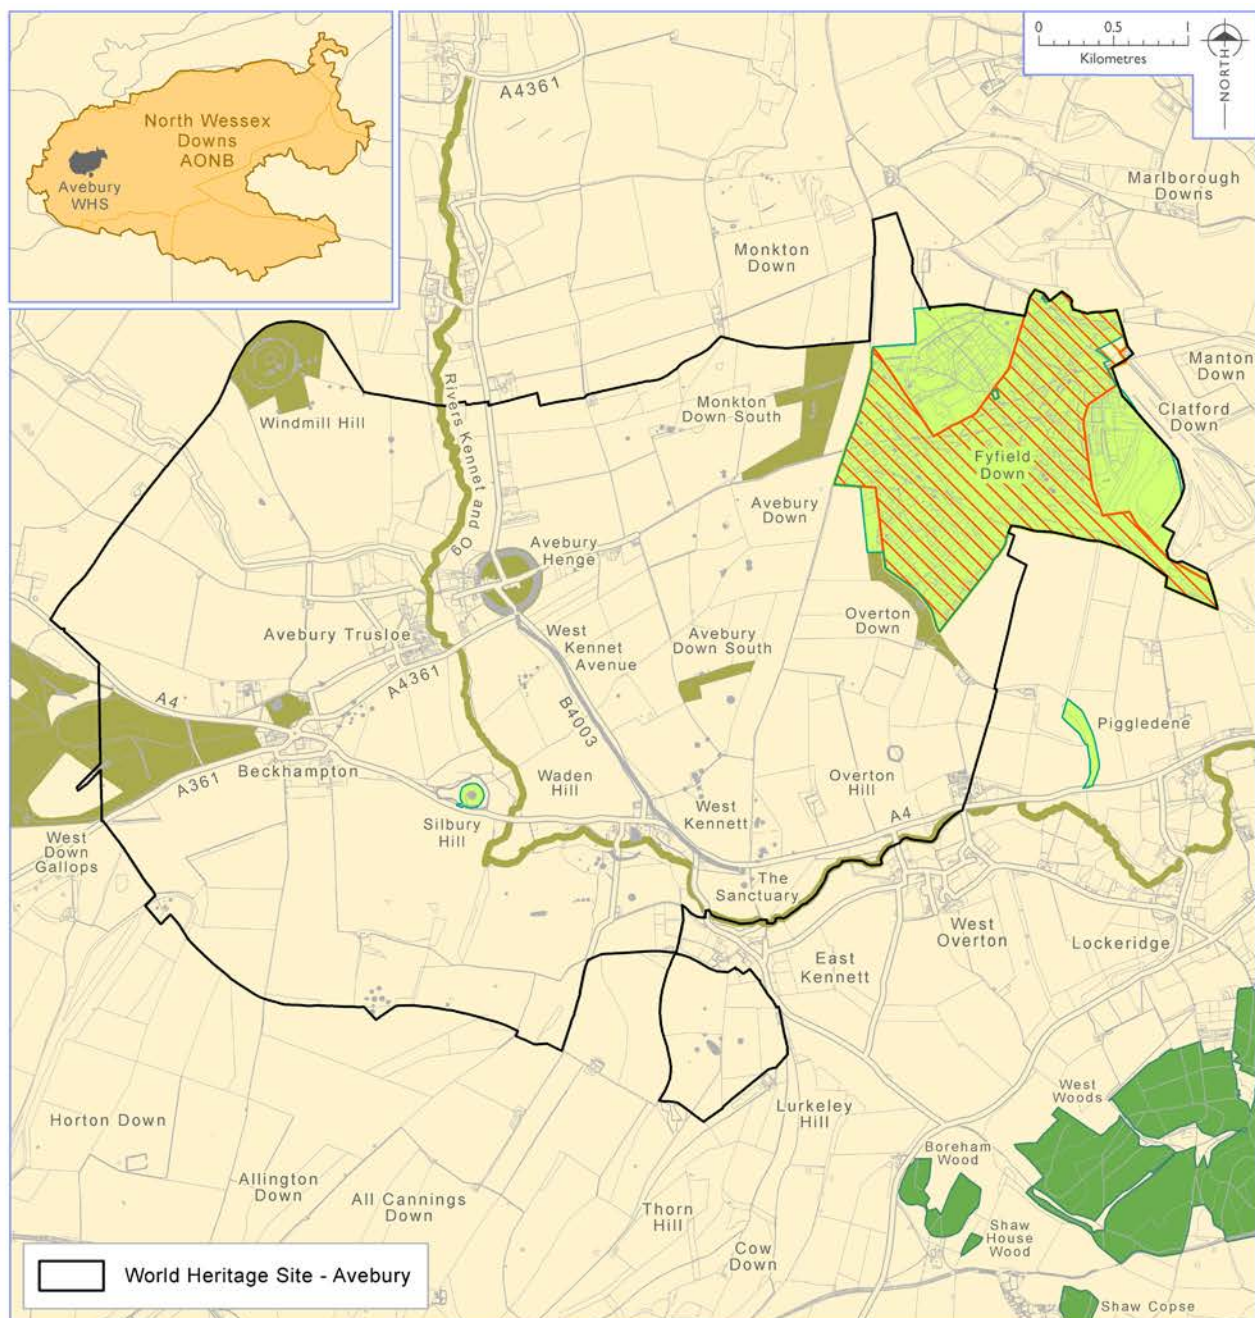 North Wessex
Downs
AONB
Avebury
WHS
0 0.5 1
Kilometres
NORTH
A4361
Marlborough
Downs
Monkton
Down
Manton
Down
Clatford
Down
Windmill Hill
Rivers Kennet and Og
Monkton
Down South
Fyfield
Down
Avebury
Down
Avebury
Henge
Overton
Down
Avebury Trusloe
West
Kennet
Avenue
Avebury
Down South
A4361
A4
B4003
Piggledene
Beckhampton
A361
Waden
Hill
Overton
Hill
Silbury
Hill
West
Kennett
A4
West
Down
Gallops
The
Sanctuary
West
Overton
Lockeridge
East
Kennett
West
Woods
Lurkeley
Hill
Horton Down
Boreham
Wood
Allington
Down
All Cannings
Down
Thorn
Hill
Shaw
House
Wood
Cow
Down
World Heritage Site - Avebury
Shaw Copse